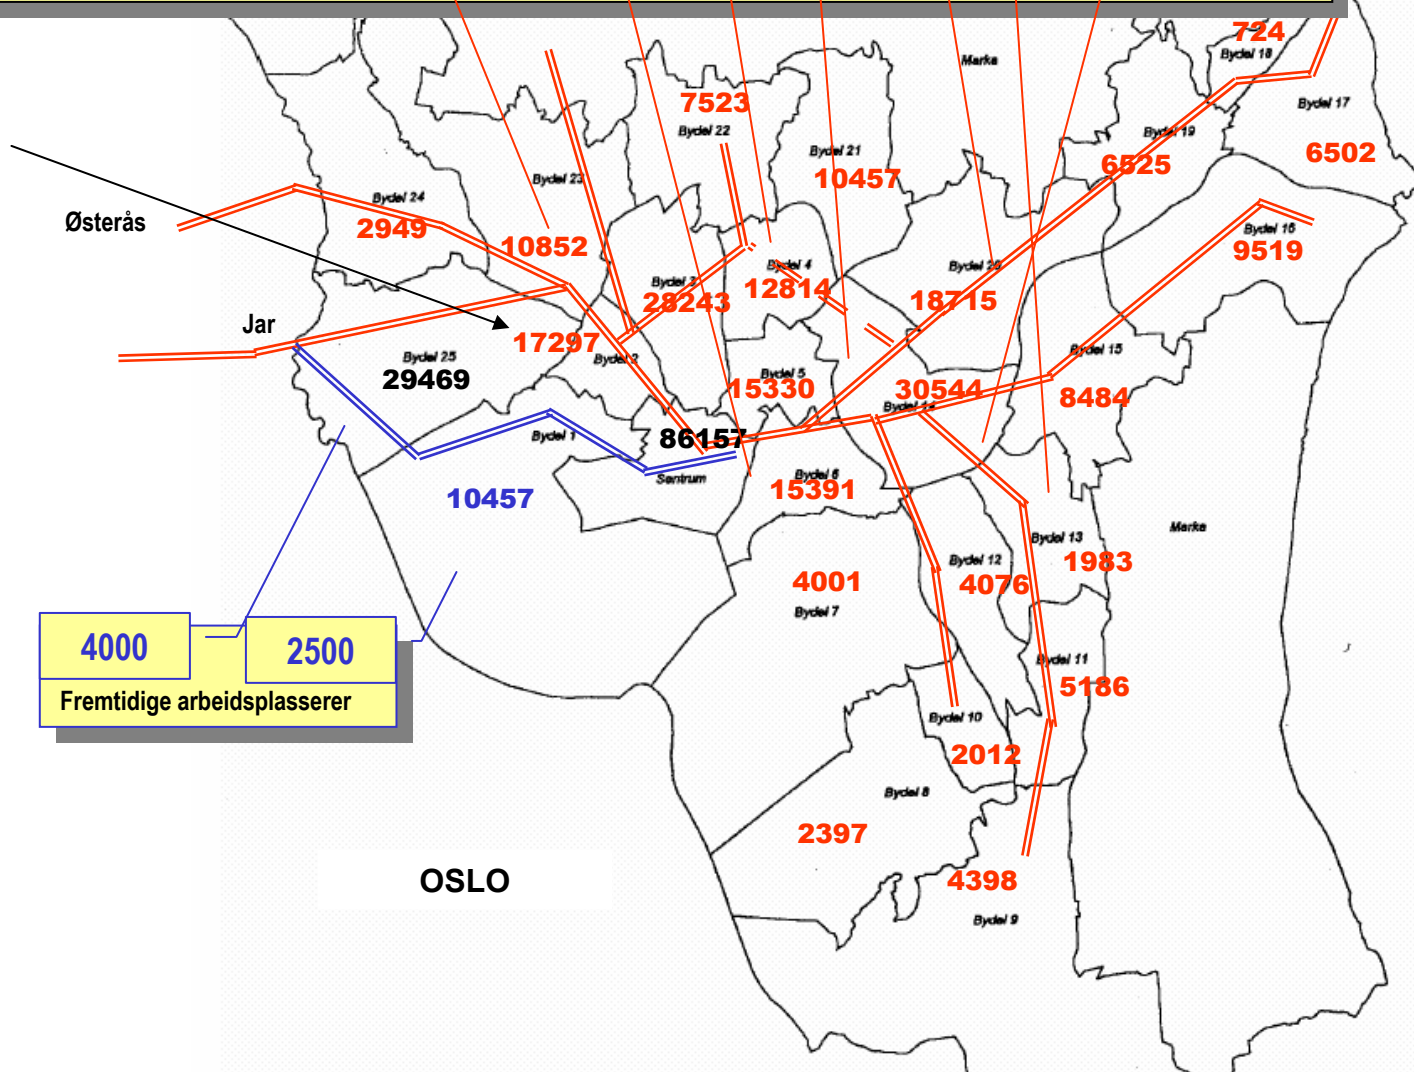 724
Bydel 18
Marka
7523
Bydel 22
Bydel 17
Bydel 19
6502
Bydel 21
6525
10457
Bydel 23
Bydel 24
2949
Østerås
10852
Bydel 16
9519
Bydel 4
12814
Bydel 20
18715
Bydel 3
28243
Jar
17297
Bydel 2
Bydel 25
29469
Bydel 5
15330
30544
Bydel 14
Bydel 15
8484
Bydel 1
86157
Sentrum
10457
Bydel 6
15391
Marka
Bydel 13
1983
Bydel 12
4076
4001
Bydel 7
4000
2500
Fremtidige arbeidsplasserer
Bydel 11
5186
Bydel 10
2012
Bydel 8
2397
OSLO
4398
Bydel 9